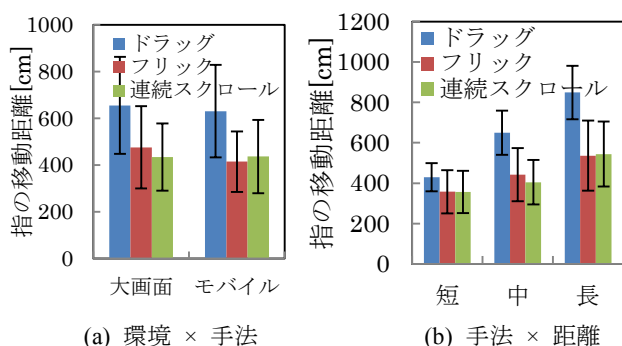 指の移動距離[cm]
1000
800
600
400
200
0
ドラッグ
フリック
連続スクロール
大画面
モバイル
(a) 環境 × 手法
指の移動距離[cm]
1200
1000
800
600
400
200
0
ドラッグ
フリック
連続スクロール
短
中
長
(b) 手法 × 距離